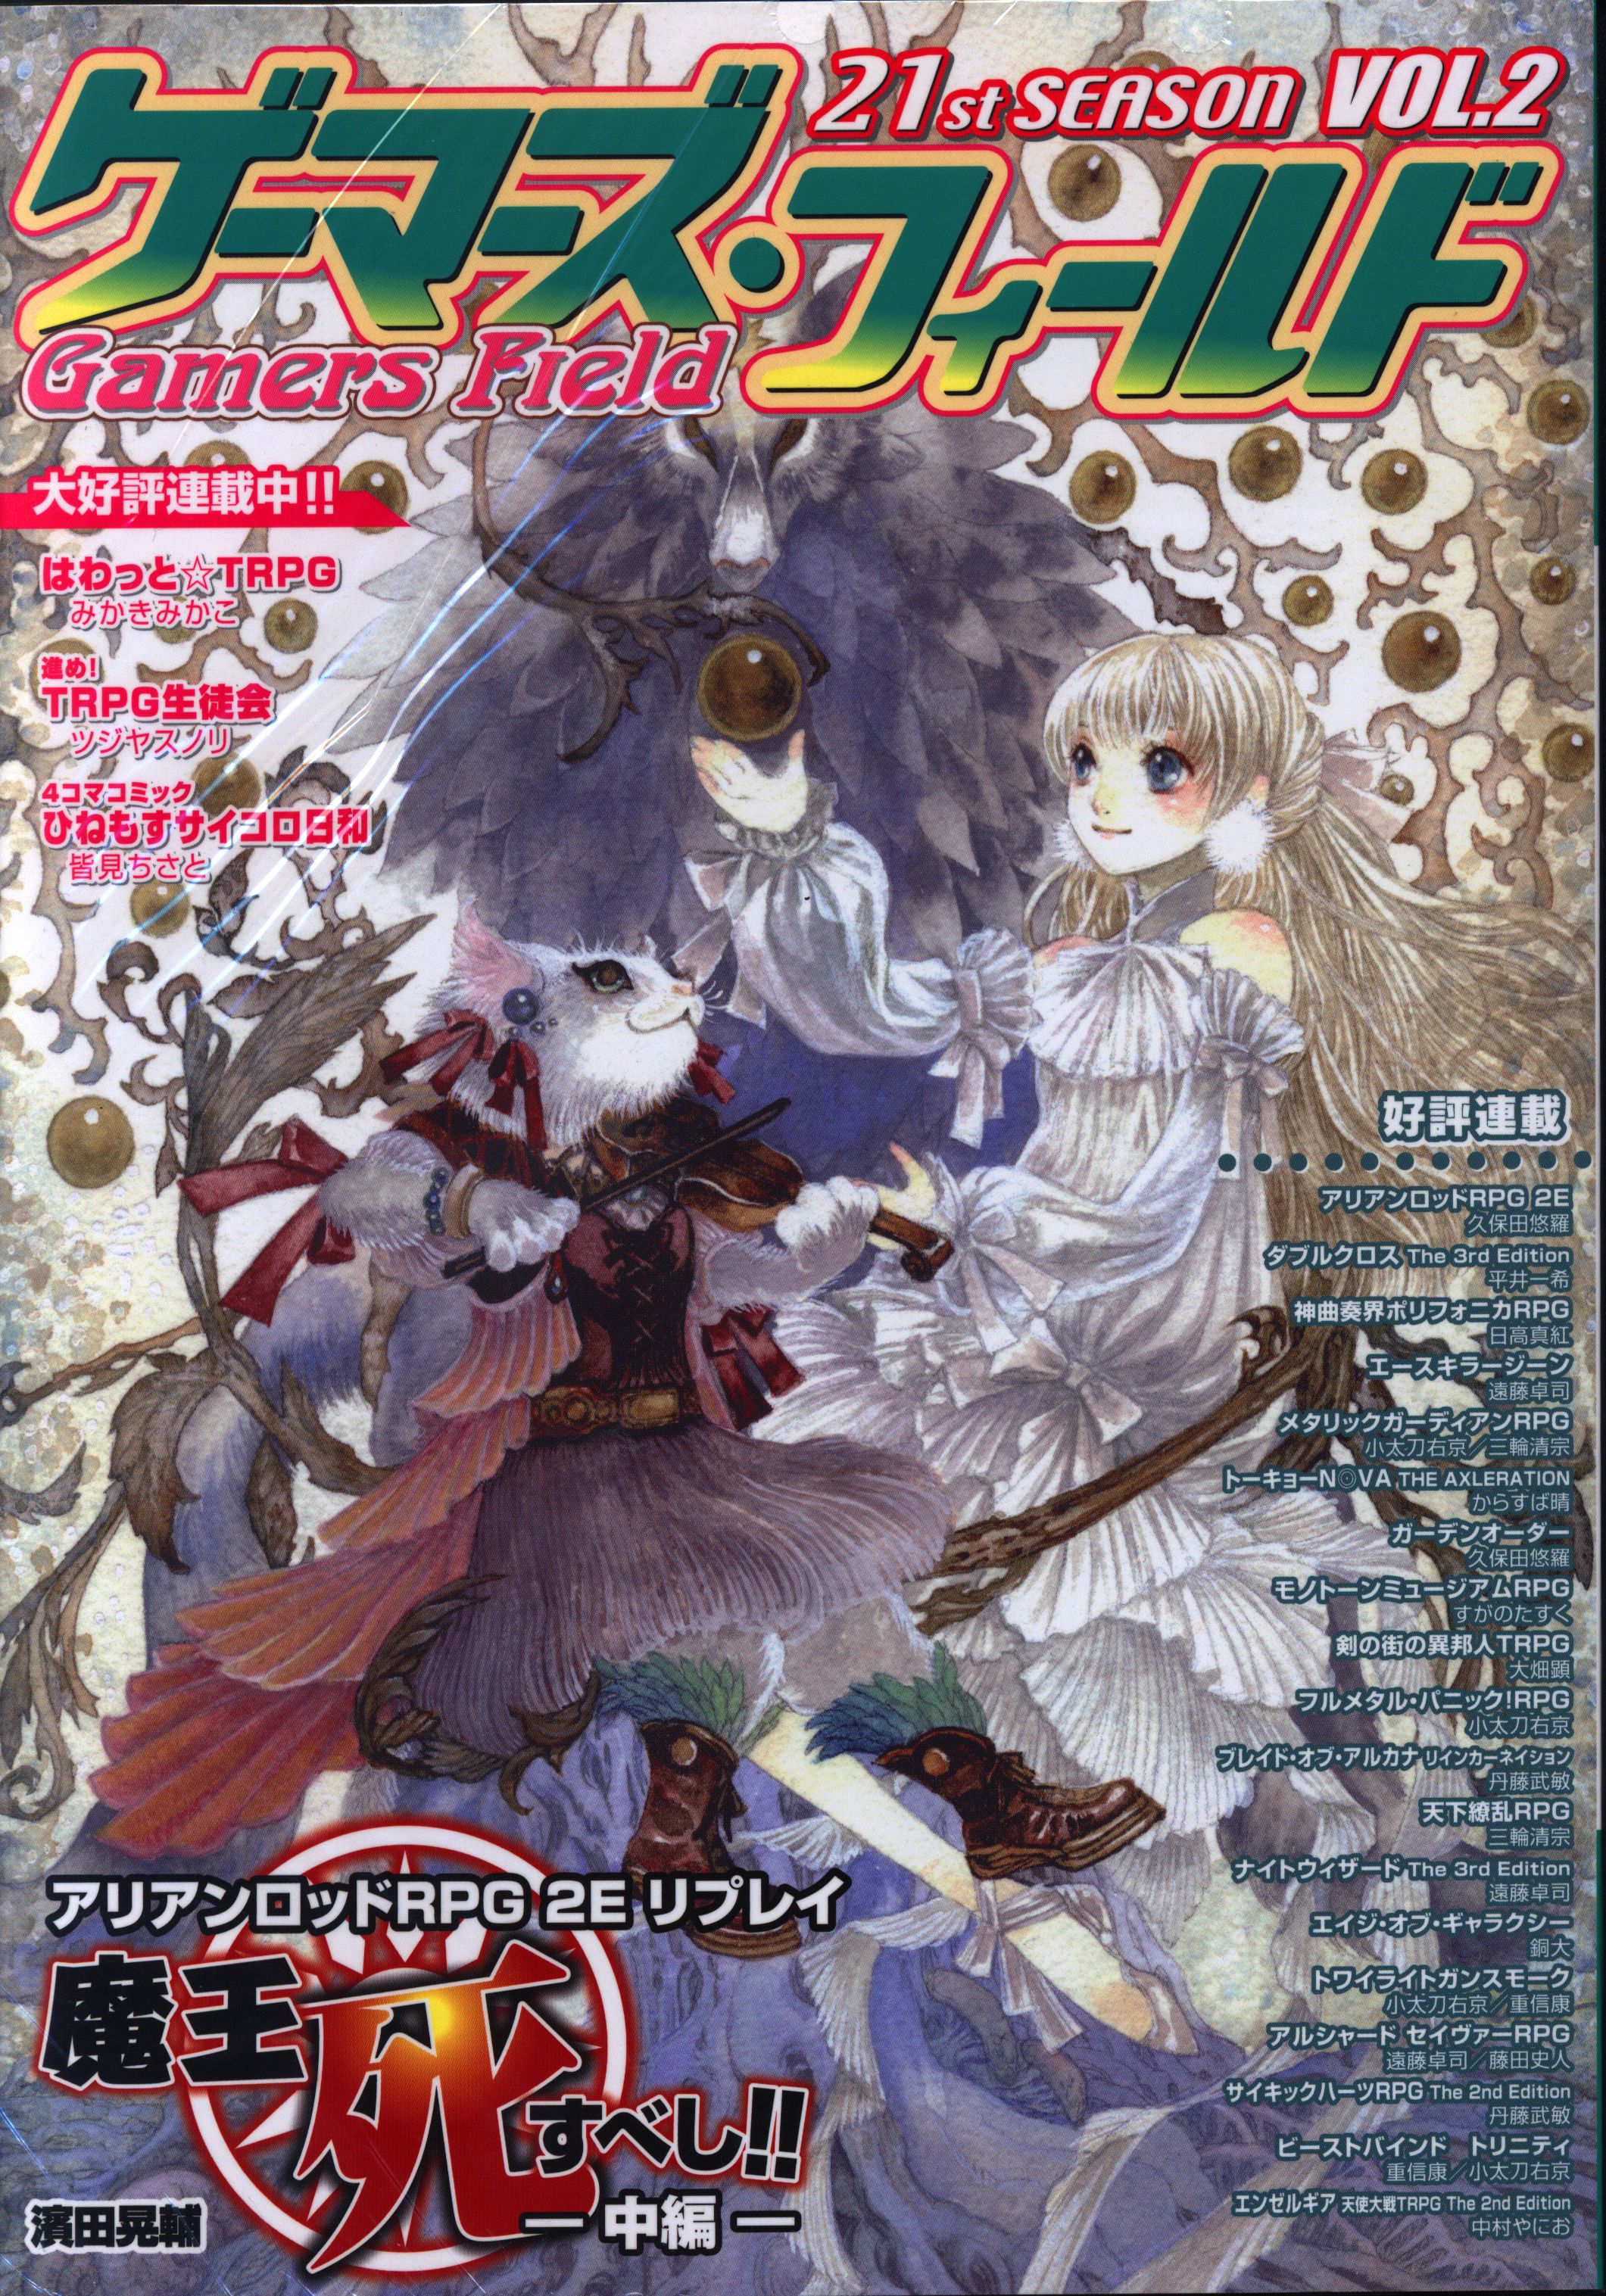 21st SEASON VOL.2
ゲーマーズ・フィールド
Gamers Field
大好評連載中!!
はわっと☆TRPG
みかきみかこ
進め!
TRPG生徒会
ツジヤスノリ
4コマコミック
ひねもすサイコロ日和
皆見ちさと
好評連載
アリアンロッドRPG 2E
久保田悠羅
ダブルクロス The 3rd Edition
平井一希
神曲奏界ポリフォニカRPG
日高真紅
エースキラージーン
遠藤卓司
メタリックガーディアンRPG
小太刀右京／三輪清宗
トーキョーN◎VA THE AXLERATION
からすば晴
ガーデンオーダー
久保田悠羅
モノトーンミュージアムRPG
すがのたすく
剣の街の異邦人TRPG
大畑顕
フルメタル・パニック!RPG
小太刀右京
ブレイド・オブ・アルカナ リインカーネイション
丹藤武敏
天下繚乱RPG
三輪清宗
ナイトウィザード The 3rd Edition
遠藤卓司
エイジ・オブ・ギャラクシー
銅大
トワイライトガンスモーク
小太刀右京／重信康
アルシャード セイヴァーRPG
遠藤卓司／藤田史人
サイキックハーツRPG The 2nd Edition
丹藤武敏
ビーストバインド トリニティ
重信康／小太刀右京
エンゼルギア 天使大戦TRPG The 2nd Edition
中村やにお
アリアンロッドRPG 2E リプレイ
魔王死すべし!!
― 中編 ―
濱田晃輔